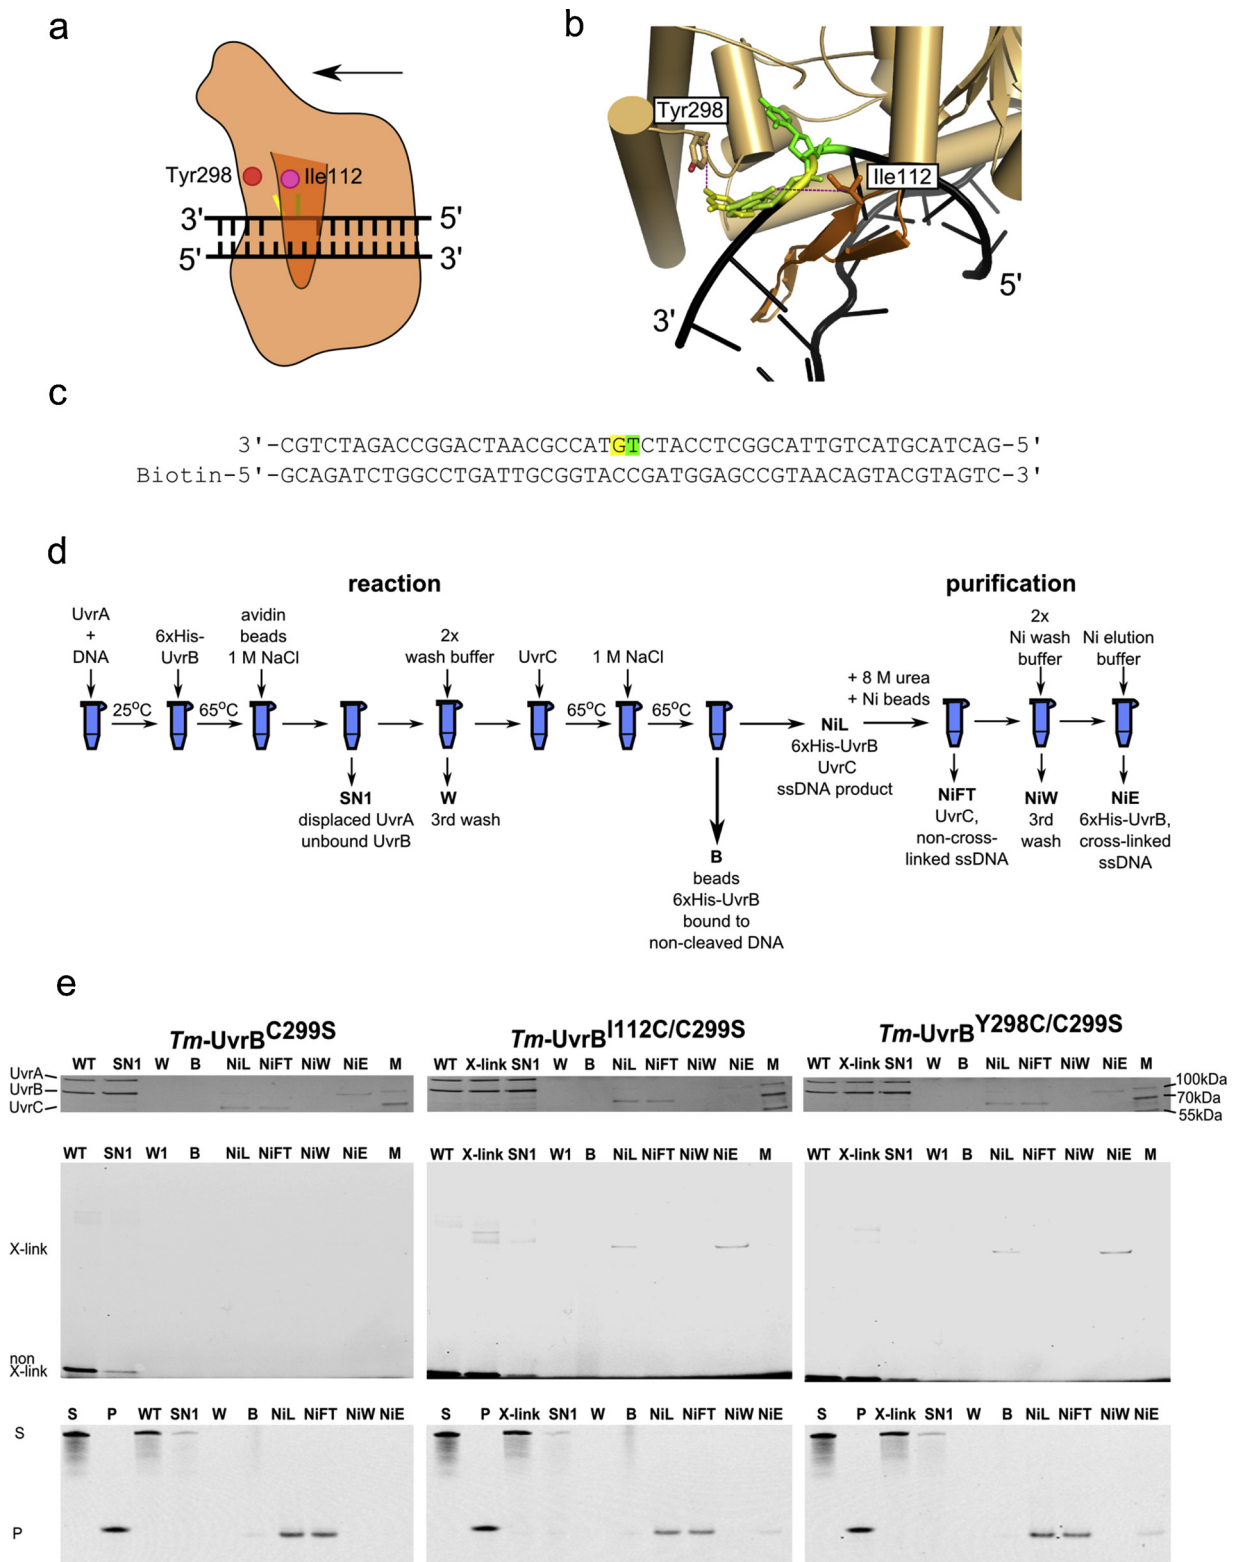 a
Tyr298
Ile112
3'
5'
5'
3'
b
Tyr298
Ile112
3'
5'
c
3'-CGTCTAGACCGGACTAACGCCATGTCTACCTCGGCATTGTCATGCATCAG-5'
Biotin-5'-GCAGATCTGGCCTGATTGCGGTACCGATGGAGCCGTAACAGTACGTAGTC-3'
d
reaction
purification
UvrA
+
DNA
6xHis-
UvrB
avidin
beads
1 M NaCl
2x
wash buffer
UvrC
1 M NaCl
+ 8 M urea
+ Ni beads
2x
Ni wash
buffer
Ni elution
buffer
25°C
65°C
65°C
65°C
SN1
displaced UvrA
unbound UvrB
W
3rd wash
B
beads
6xHis-UvrB
bound to
non-cleaved DNA
NiL
6xHis-UvrB
UvrC
ssDNA product
NiFT
UvrC,
non-cross-
linked ssDNA
NiW
3rd
wash
NiE
6xHis-UvrB,
cross-linked
ssDNA
e
Tm-UvrB C299S
Tm-UvrB I112C/C299S
Tm-UvrB Y298C/C299S
WT SN1 W B NiL NiFT NiW NiE M
WT X-link SN1 W B NiL NiFT NiW NiE M
WT X-link SN1 W B NiL NiFT NiW NiE M
UvrA
UvrB
UvrC
100kDa
70kDa
55kDa
WT SN1 W1 B NiL NiFT NiW NiE M
WT X-link SN1 W1 B NiL NiFT NiW NiE M
WT X-link SN1 W1 B NiL NiFT NiW NiE M
X-link
non
X-link
S P WT SN1 W B NiL NiFT NiW NiE
S P X-link SN1 W B NiL NiFT NiW NiE
S P X-link SN1 W B NiL NiFT NiW NiE
S
P